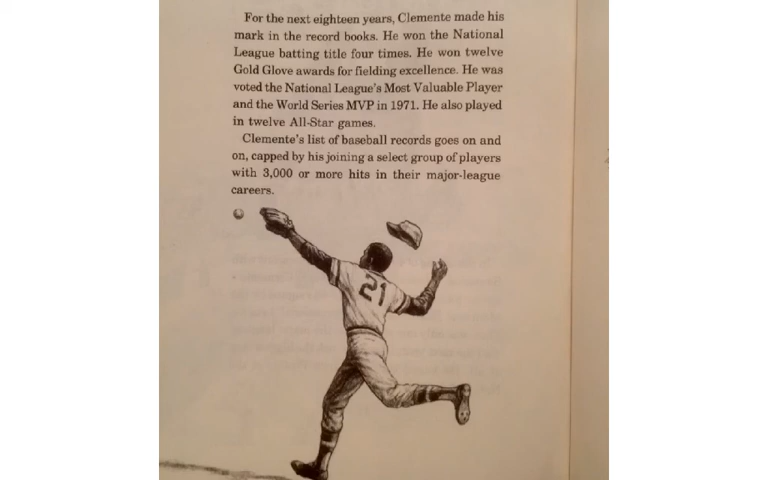 For the next eighteen years, Clemente made his
mark in the record books. He won the National
League batting title four times. He won twelve
Gold Glove awards for fielding excellence. He was
voted the National League's Most Valuable Player
and the World Series MVP in 1971. He also played
in twelve All-Star games.
Clemente's list of baseball records goes on and
on, capped by his joining a select group of players
with 3,000 or more hits in their major-league
careers.
21